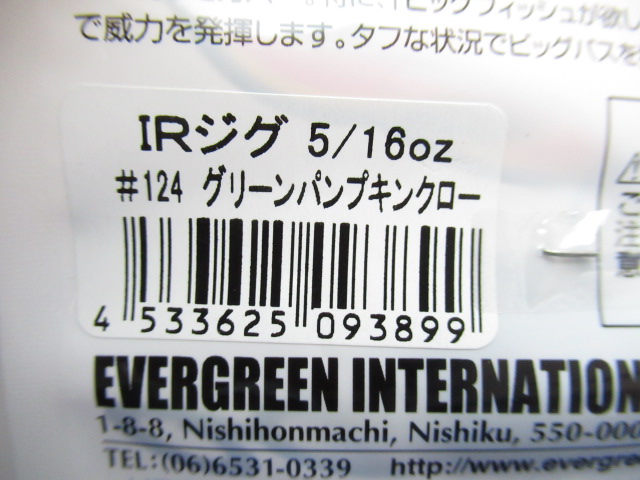 で威力を発揮します。タフな状況でビッグバスを
IRジグ 5/16oz
#124 グリーンパンプキンクロー
4 533625 093899
EVERGREEN INTERNATION
1-8-8, Nishihonmachi, Nishiku, 550-000
TEL:(06)6531-0339 http://www.evergre